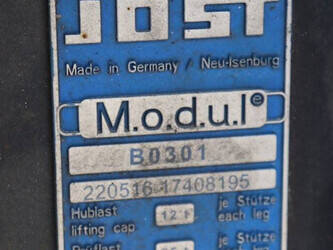 JOST
Made in Germany / Neu-Isenburg
M.o.d.u.l e
B0301
220516 17408195
Hublast 12 t je Stütze
lifting cap. each leg
je Stütze